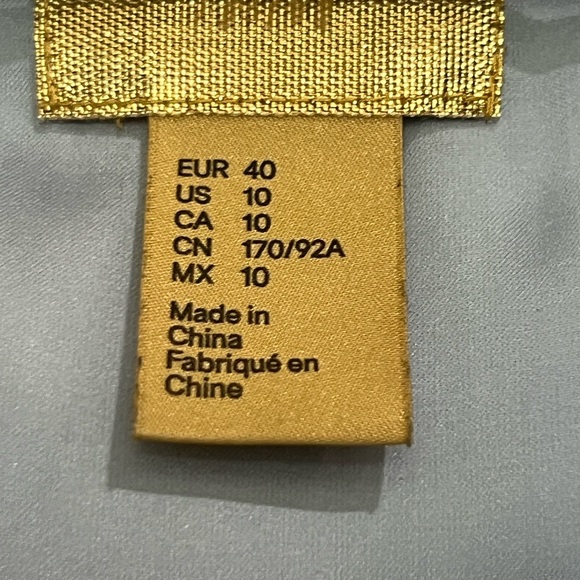 EUR 40
US 10
CA 10
CN 170/92A
MX 10
Made in
China
Fabriqué en
Chine